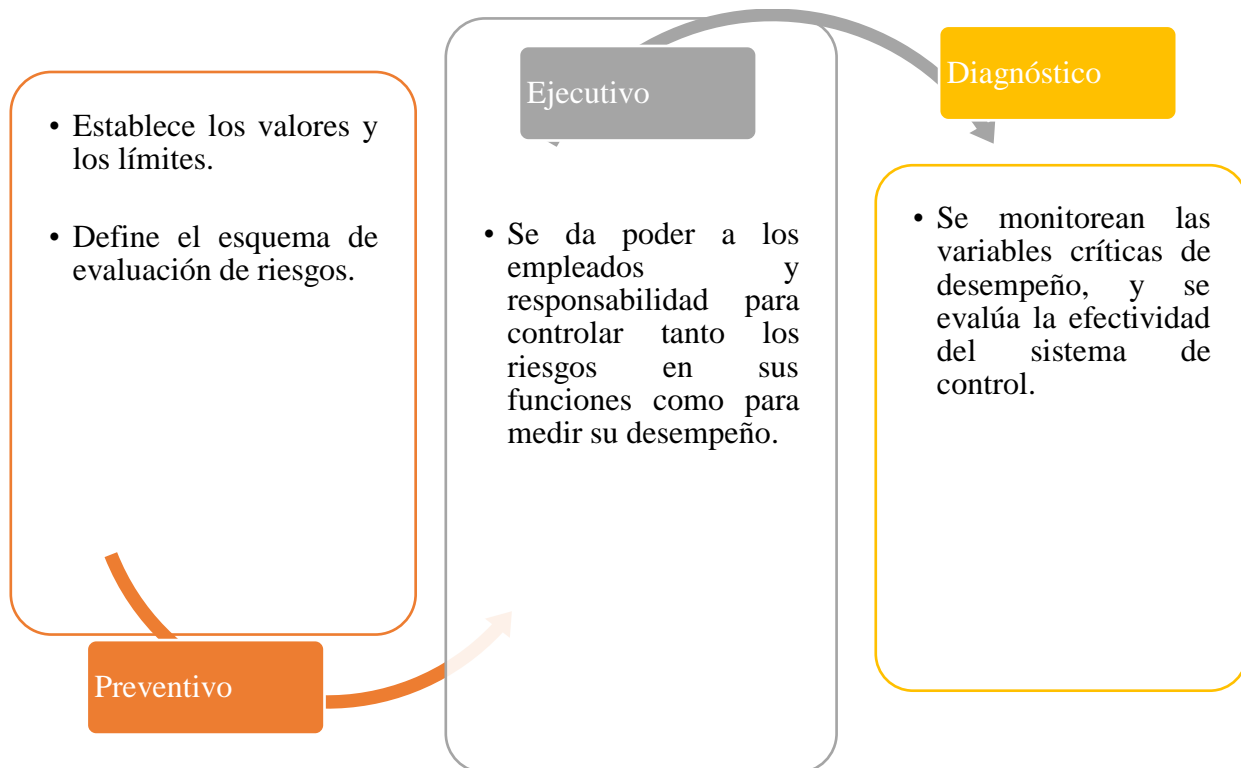 • Establece los valores y
los límites.
• Define el esquema de
evaluación de riesgos.
Preventivo
Ejecutivo
• Se da poder a los
empleados y
responsabilidad para
controlar tanto los
riesgos en sus
funciones como para
medir su desempeño.
Diagnóstico
• Se monitorean las
variables críticas de
desempeño, y se
evalúa la efectividad
del sistema de
control.